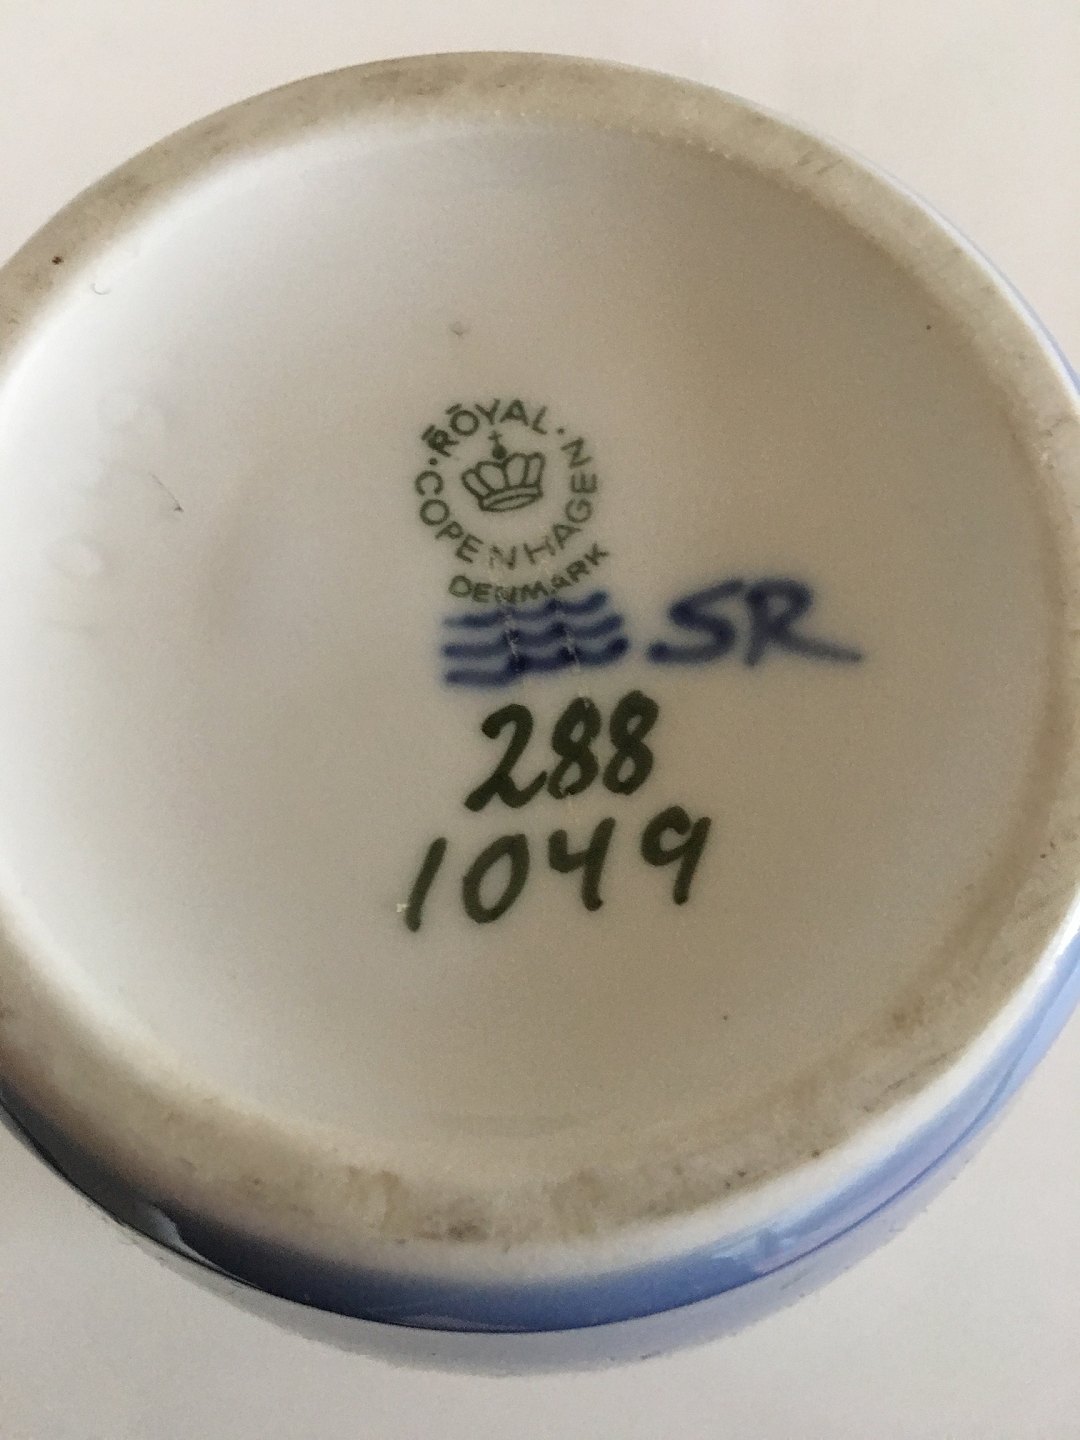 ROYAL · COPENHAGEN ·
DENMARK
SR
288
1049